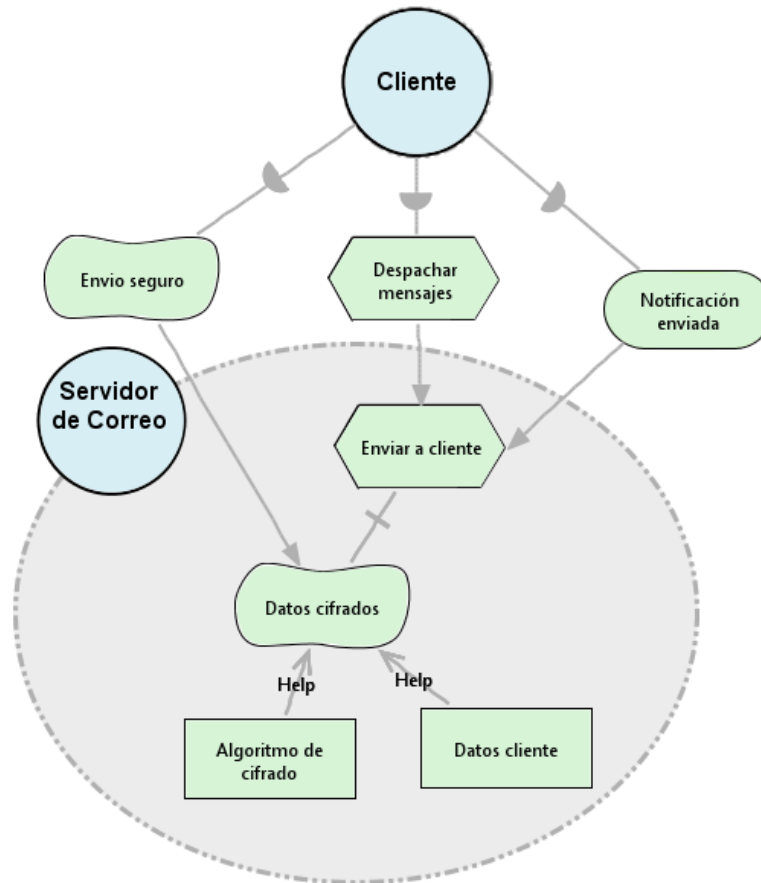 Cliente
Envio seguro
Despachar
mensajes
Notificación
enviada
Servidor
de Correo
Enviar a cliente
Datos cifrados
Help
Help
Algoritmo de
cifrado
Datos cliente